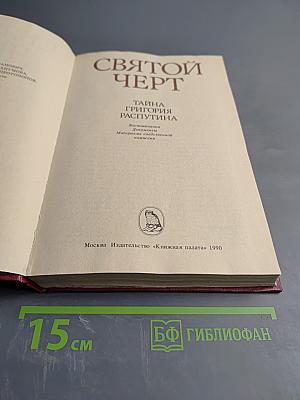 СВЯТОЙ
ЧЕРТ
ТАЙНА
ГРИГОРИЯ
РАСПУТИНА
Воспоминания
Документы
Материалы следственной
комиссии
Москва Издательство «Книжная палата» 1990
15 см
БФ ГИБЛИОФАН